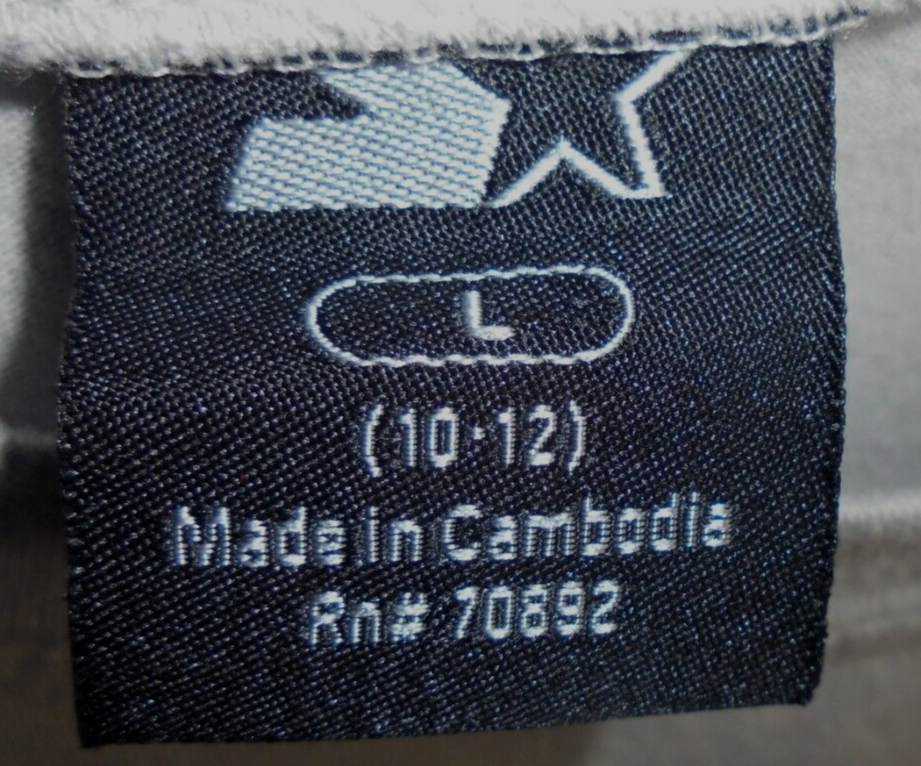 L
(10·12)
Made in Cambodia
Rn# 70892